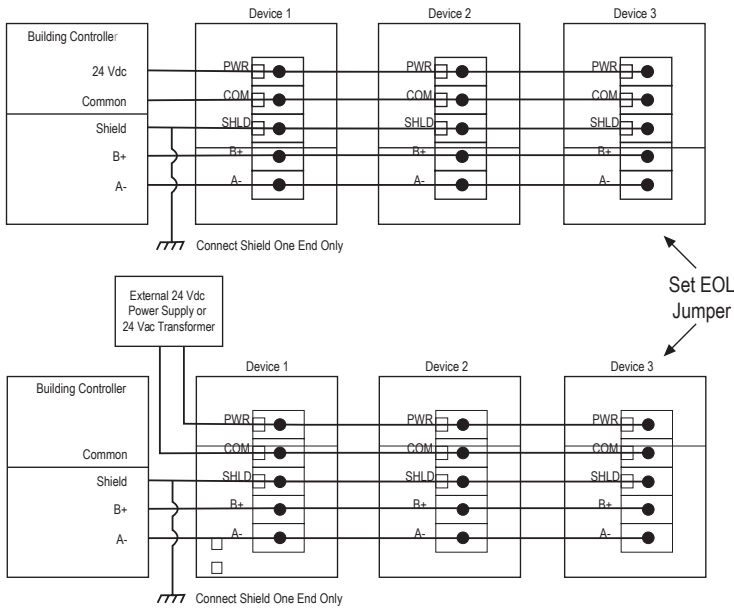 Device 1 Device 2 Device 3
Building Controller
24 Vdc PWR PWR PWR
Common COM COM COM
Shield SHLD SHLD SHLD
B+ B+ B+ B+
A- A- A- A-
Connect Shield One End Only
Set EOL
Jumper
External 24 Vdc
Power Supply or
24 Vac Transformer
Device 1 Device 2 Device 3
Building Controller
PWR PWR PWR
Common COM COM COM
Shield SHLD SHLD SHLD
B+ B+ B+ B+
A- A- A- A-
Connect Shield One End Only